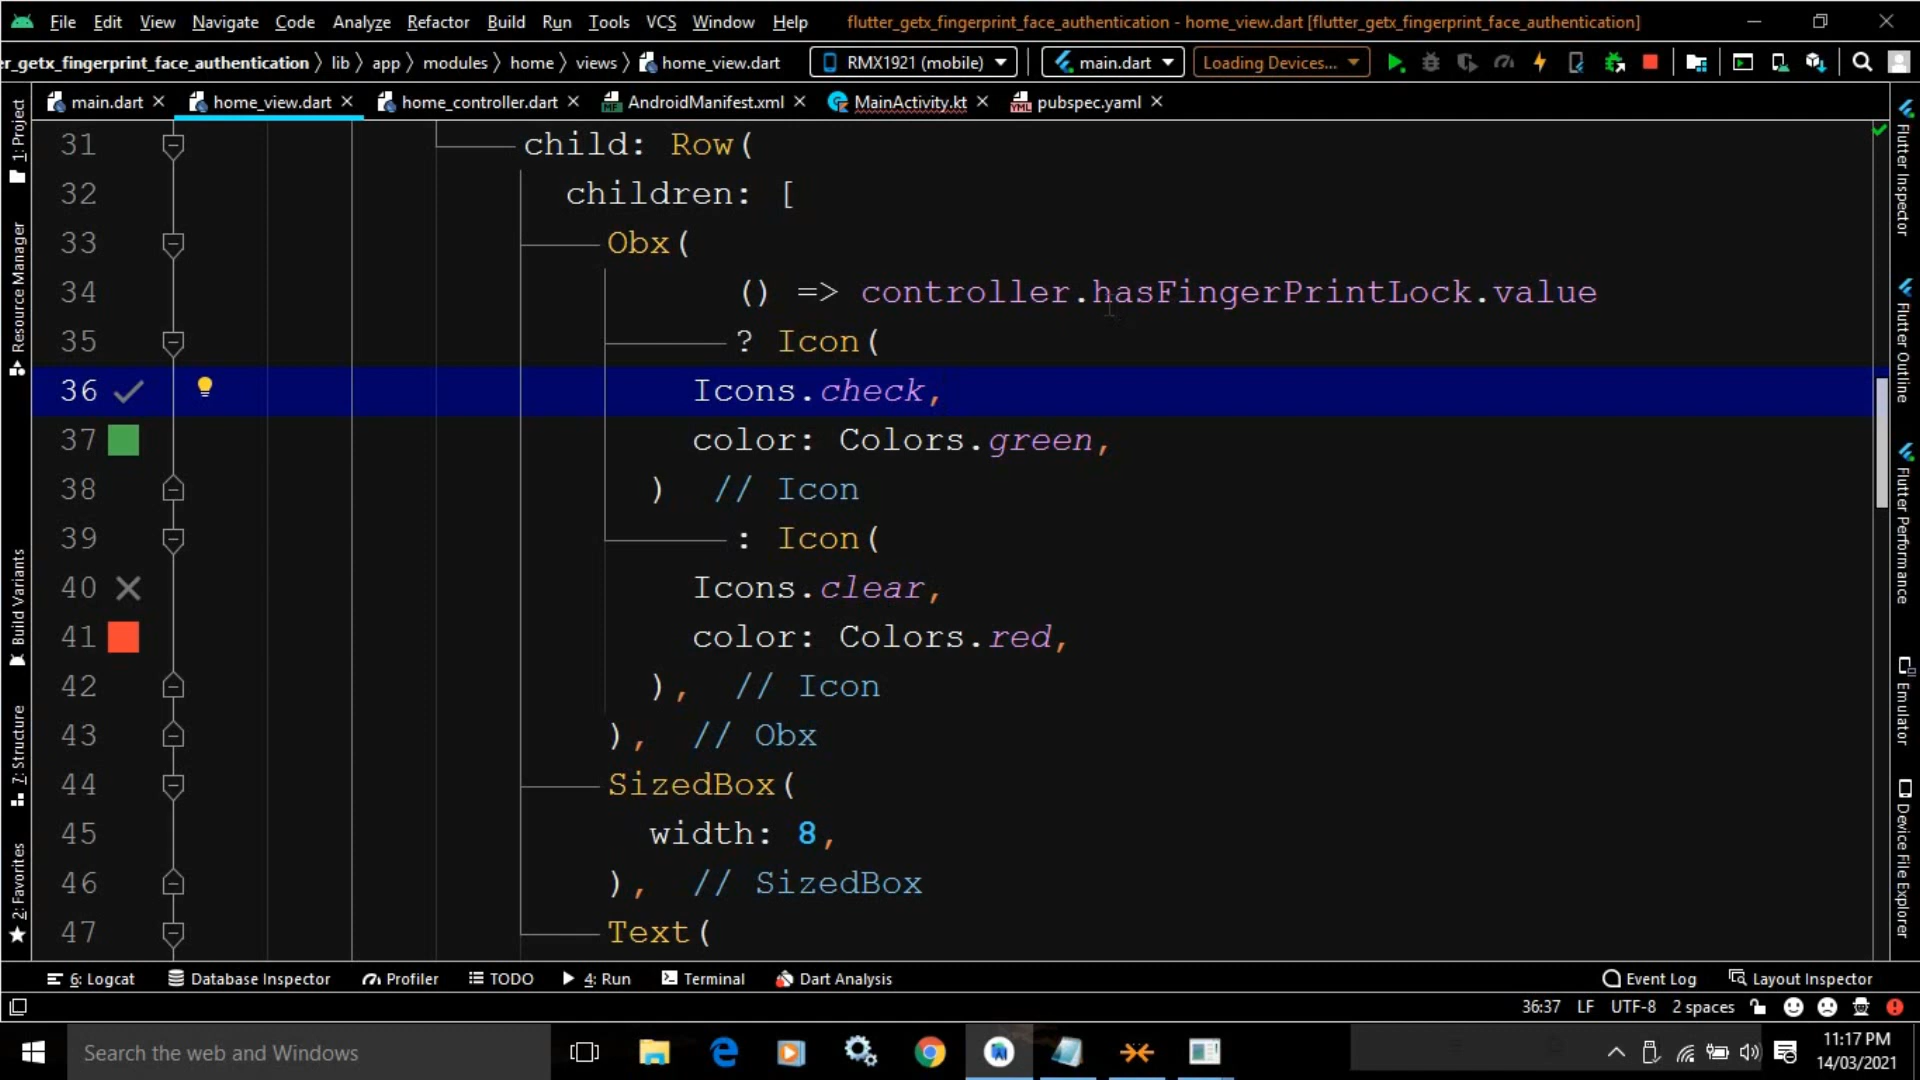 File Edit View Navigate Code Analyze Refactor Build Run Tools VCS Window Help flutter_getx_fingerprint_face_authentication - home_view.dart [flutter_getx_fingerprint_face_authentication]
er_getx_fingerprint_face_authentication lib app modules home views home_view.dart RMX1921 (mobile) main.dart Loading Devices...
main.dart home_view.dart home_controller.dart AndroidManifest.xml MainActivity.kt pubspec.yaml
31 child: Row(
32 children: [
33 Obx(
34 () => controller.hasFingerPrintLock.value
35 ? Icon(
36 Icons.check,
37 color: Colors.green,
38 ) // Icon
39 : Icon(
40 Icons.clear,
41 color: Colors.red,
42 ), // Icon
43 ), // Obx
44 SizedBox(
45 width: 8,
46 ), // SizedBox
47 Text(
1: Project
Resource Manager
Build Variants
7: Structure
2: Favorites
Flutter Inspector
Flutter Outline
Flutter Performance
Emulator
Device File Explorer
6: Logcat Database Inspector Profiler TODO 4: Run Terminal Dart Analysis Event Log Layout Inspector
36:37 LF UTF-8 2 spaces
Search the web and Windows
11:17 PM
14/03/2021